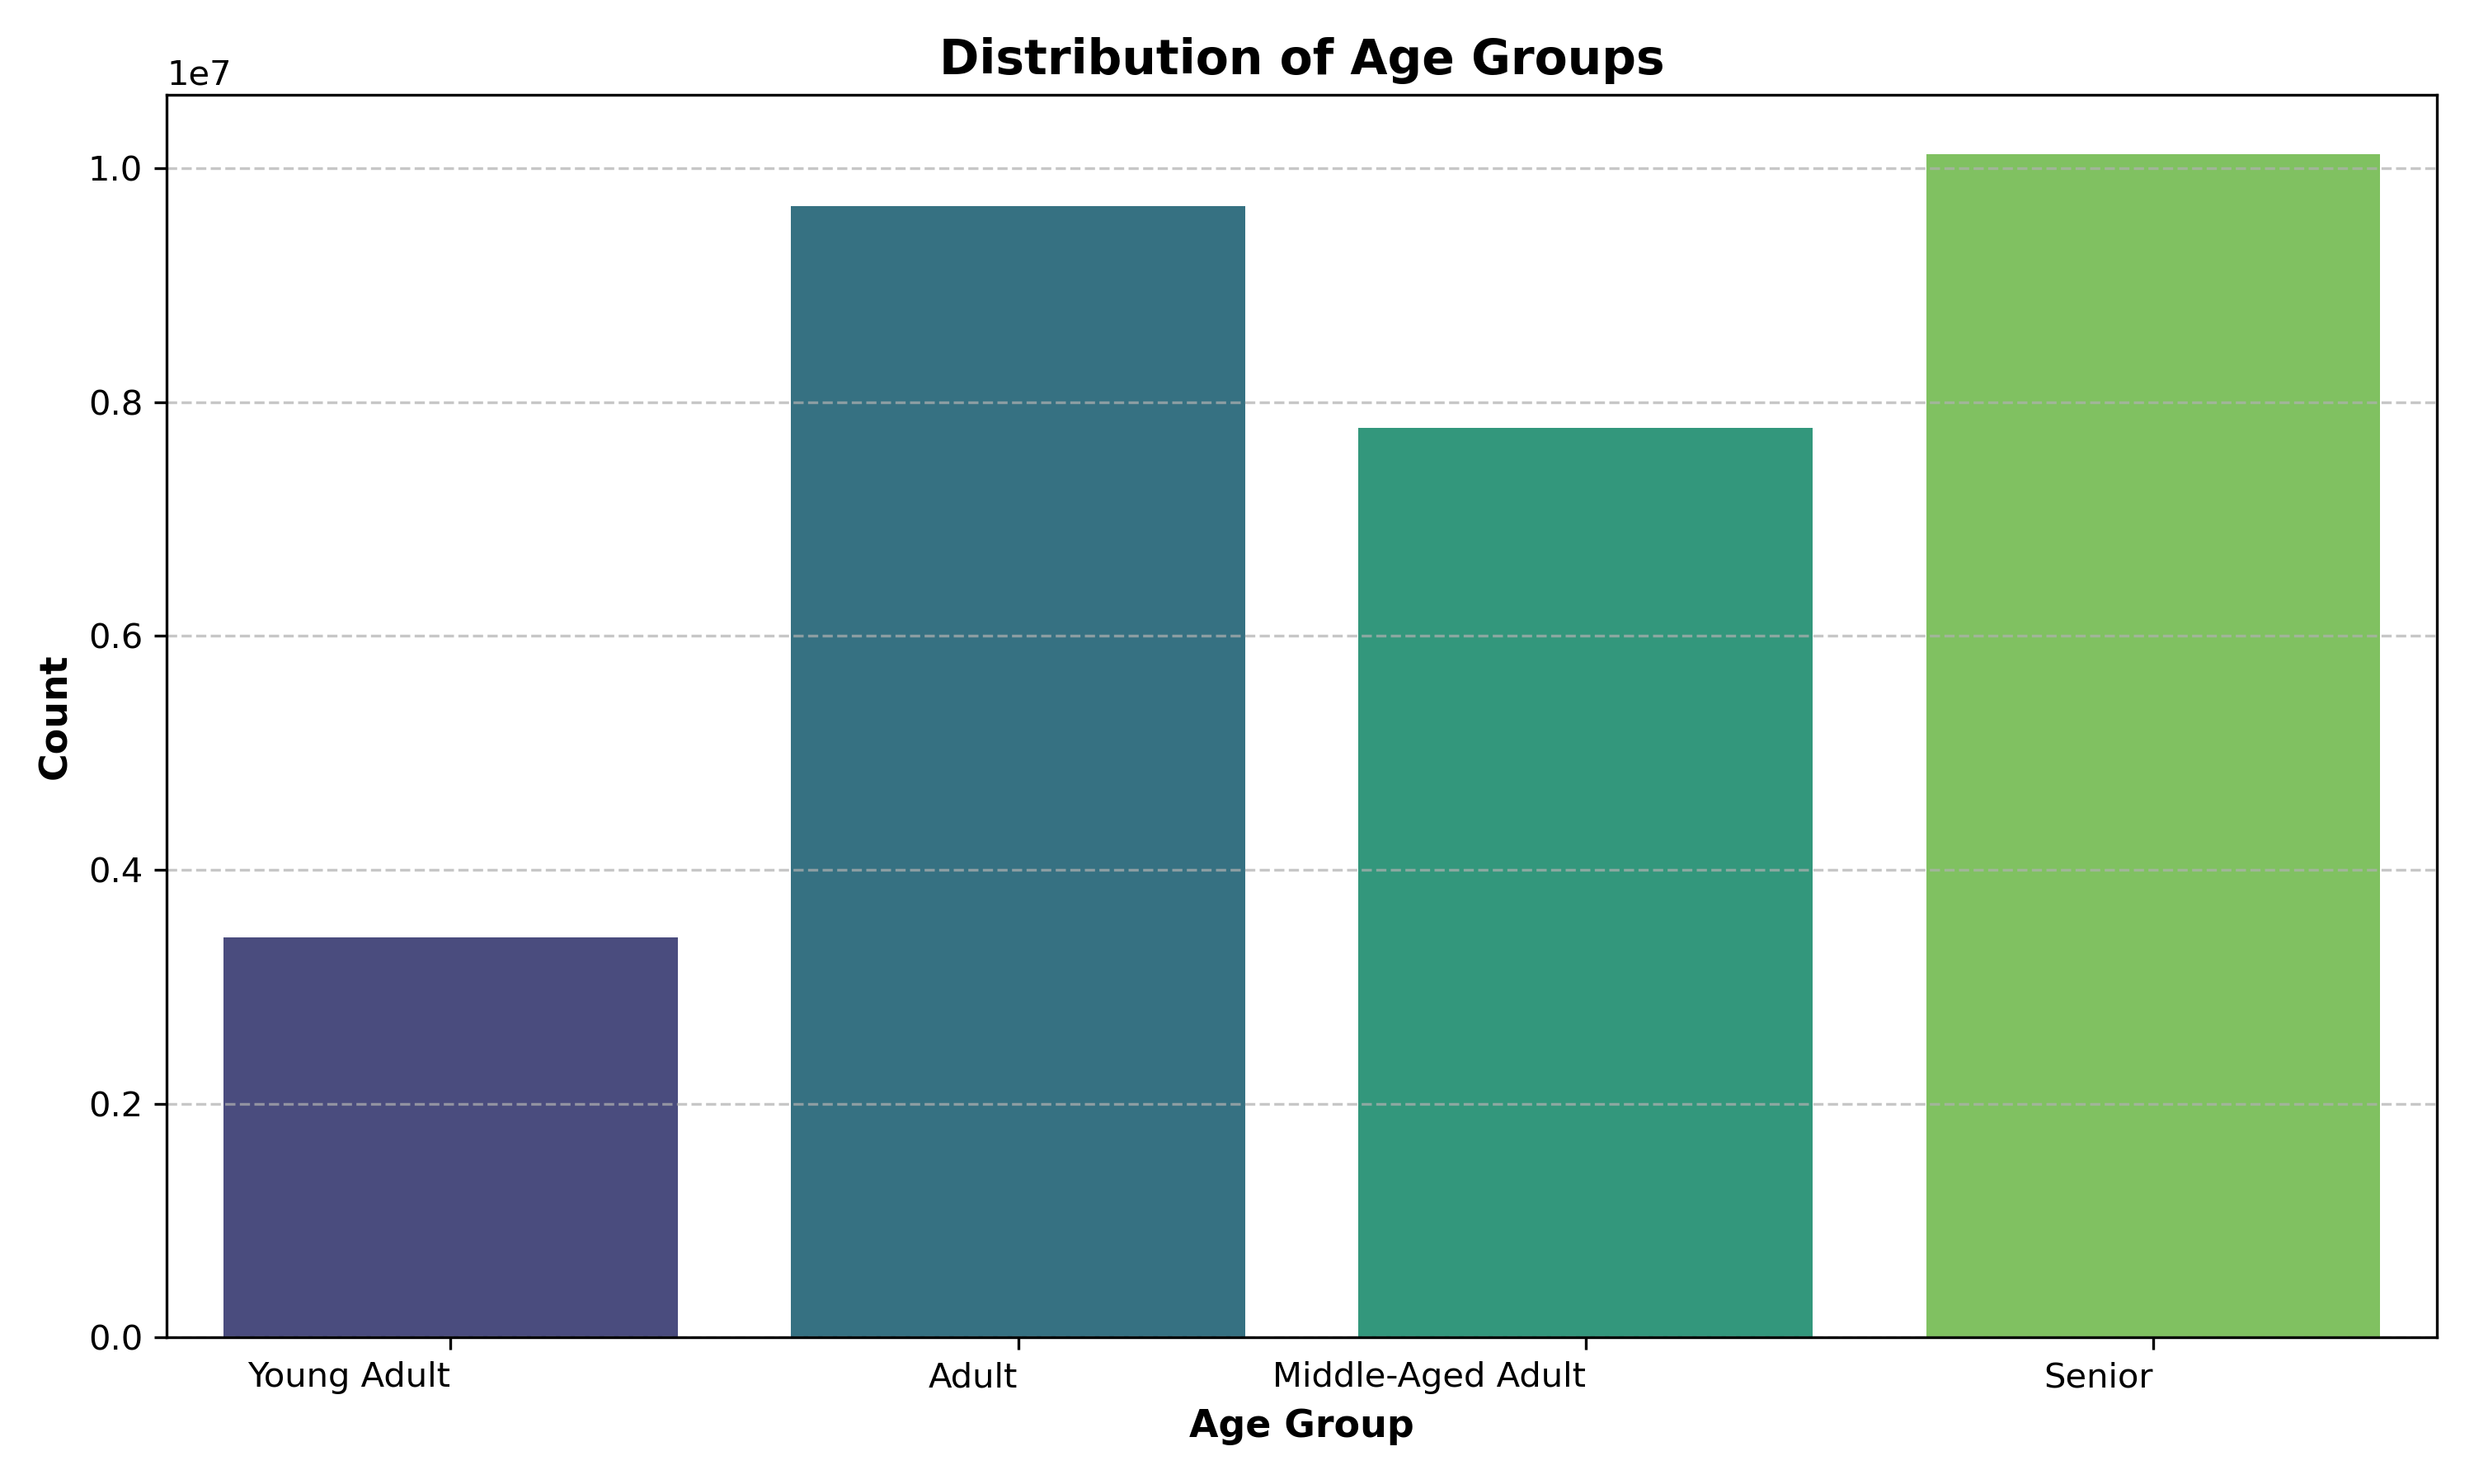 Distribution of Age Groups
1e7
1.0
0.8
0.6
0.4
0.2
0.0
Count
Young Adult
Adult
Middle-Aged Adult
Senior
Age Group